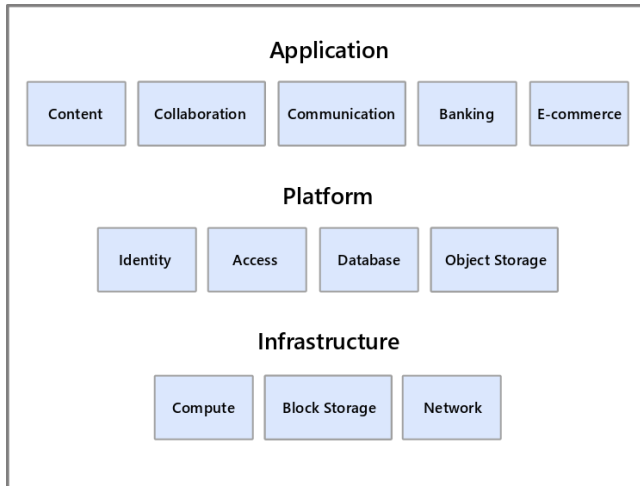 Application
Content
Collaboration
Communication
Banking
E-commerce
Platform
Identity
Access
Database
Object Storage
Infrastructure
Compute
Block Storage
Network